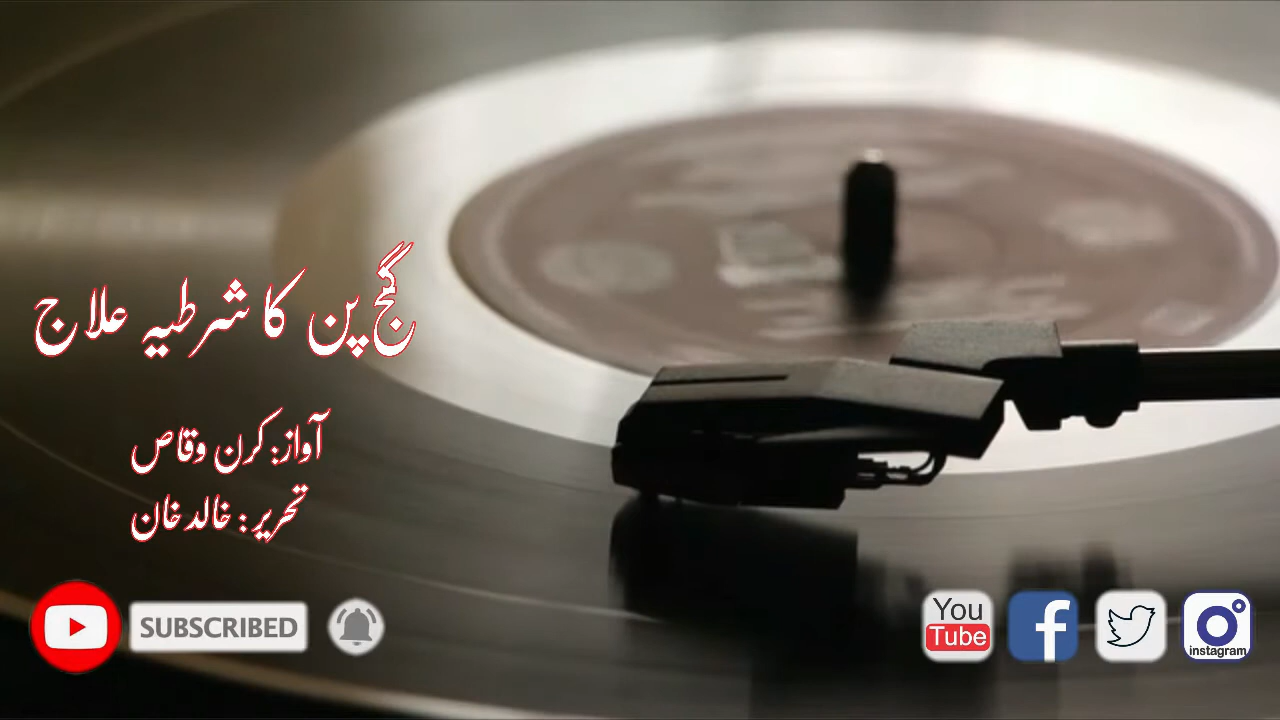 گنج پن کا شرطیہ علاج
آواز: کرن وقاص
تحریر: خالد خان
SUBSCRIBED
You
Tube
instagram